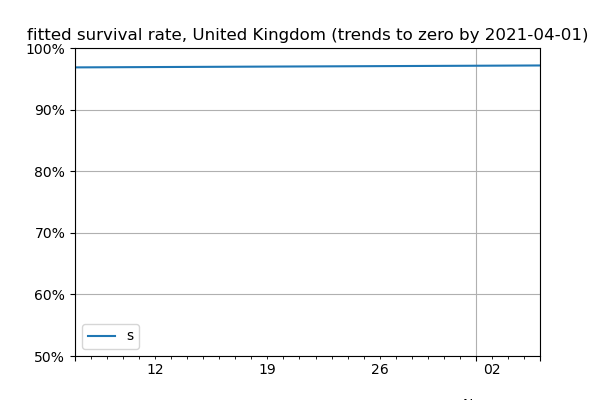 fitted survival rate, United Kingdom (trends to zero by 2021-04-01)
100%
90%
80%
70%
60%
50%
s
12 19 26 02